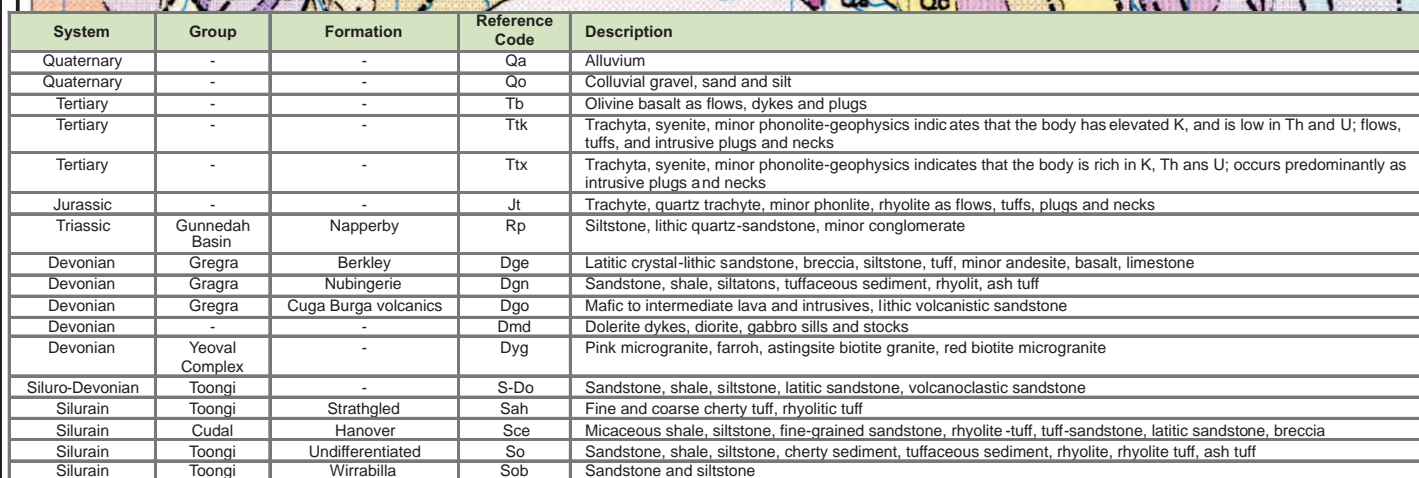 Qc
System Group Formation Reference Code Description
Quaternary - - Qa Alluvium
Quaternary - - Qo Colluvial gravel, sand and silt
Tertiary - - Tb Olivine basalt as flows, dykes and plugs
Tertiary - - Ttk Trachyta, syenite, minor phonolite-geophysics indicates that the body has elevated K, and is low in Th and U; flows,
tuffs, and intrusive plugs and necks
Tertiary - - Ttx Trachyta, syenite, minor phonolite-geophysics indicates that the body is rich in K, Th ans U; occurs predominantly as
intrusive plugs and necks
Jurassic - - Jt Trachyte, quartz trachyte, minor phonlite, rhyolite as flows, tuffs, plugs and necks
Triassic Gunnedah Basin Napperby Rp Siltstone, lithic quartz-sandstone, minor conglomerate
Devonian Gregra Berkley Dge Latitic crystal-lithic sandstone, breccia, siltstone, tuff, minor andesite, basalt, limestone
Devonian Gragra Nubingerie Dgn Sandstone, shale, siltatons, tuffaceous sediment, rhyolit, ash tuff
Devonian Gregra Cuga Burga volcanics Dgo Mafic to intermediate lava and intrusives, lithic volcanistic sandstone
Devonian - - Dmd Dolerite dykes, diorite, gabbro sills and stocks
Devonian Yeoval Complex - Dyg Pink microgranite, farroh, astingsite biotite granite, red biotite microgranite
Siluro-Devonian Toongi - S-Do Sandstone, shale, siltstone, latitic sandstone, volcanoclastic sandstone
Silurain Toongi Strathgled Sah Fine and coarse cherty tuff, rhyolitic tuff
Silurain Cudal Hanover Sce Micaceous shale, siltstone, fine-grained sandstone, rhyolite -tuff, tuff-sandstone, latitic sandstone, breccia
Silurain Toongi Undifferentiated So Sandstone, shale, siltstone, cherty sediment, tuffaceous sediment, rhyolite, rhyolite tuff, ash tuff
Silurain Toongi Wirrabilla Sob Sandstone and siltstone